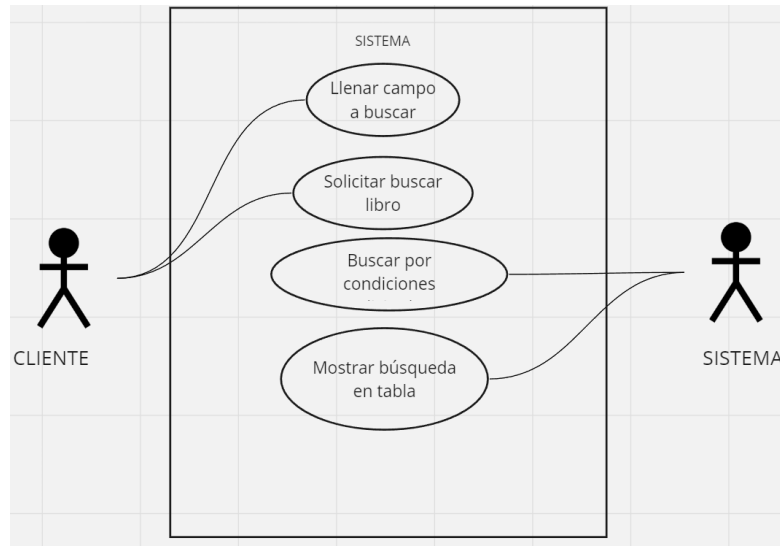 SISTEMA
Llenar campo
a buscar
Solicitar buscar
libro
Buscar por
condiciones
Mostrar búsqueda
en tabla
CLIENTE
SISTEMA